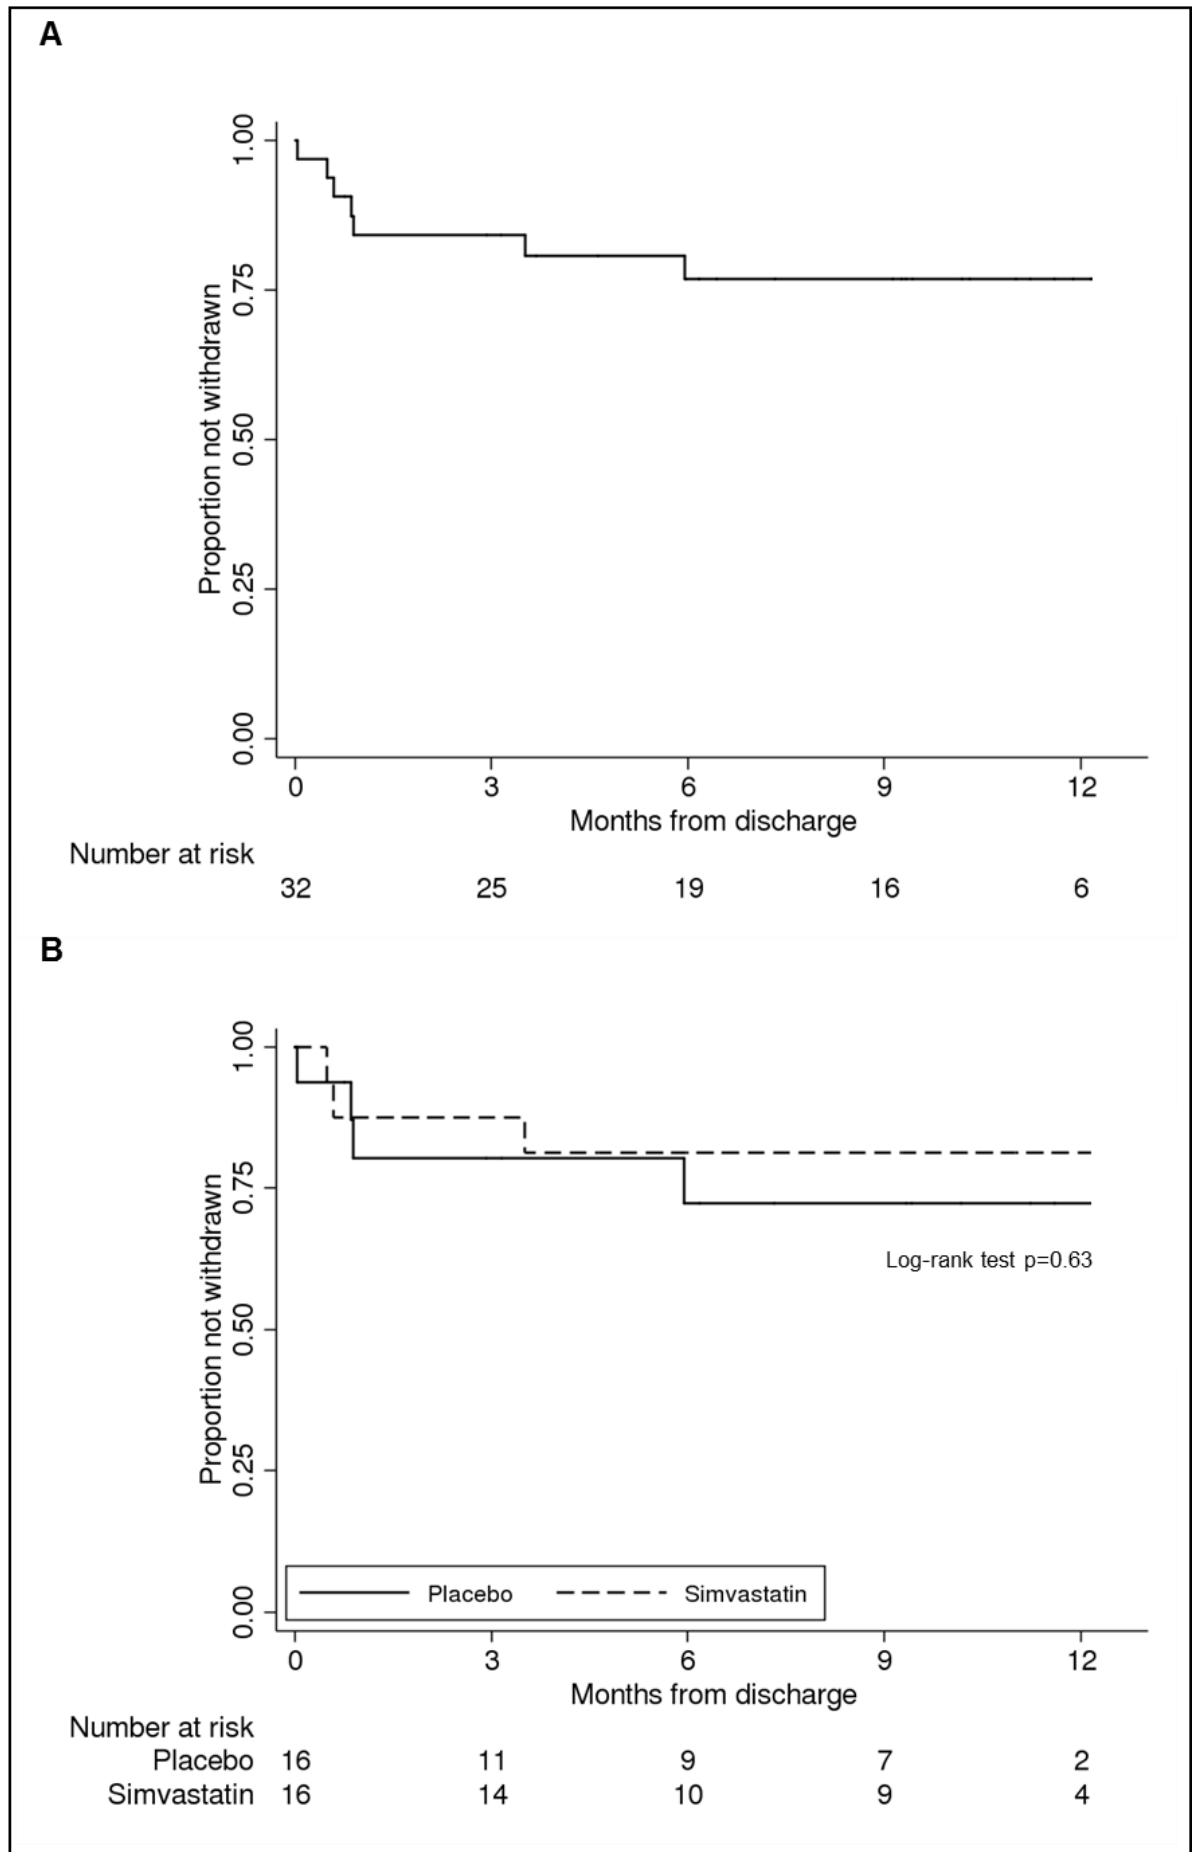 A
Proportion not withdrawn
1.00
0.75
0.50
0.25
0.00
0 3 6 9 12
Months from discharge
Number at risk
32 25 19 16 6
B
Proportion not withdrawn
1.00
0.75
0.50
0.25
0.00
Log-rank test p=0.63
Placebo Simvastatin
0 3 6 9 12
Months from discharge
Number at risk
Placebo 16 11 9 7 2
Simvastatin 16 14 10 9 4